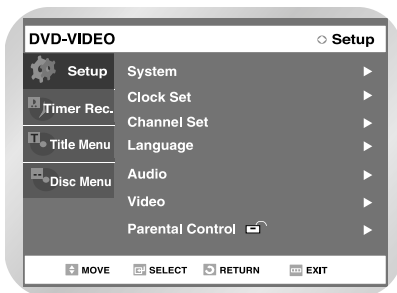 DVD-VIDEO Setup
Setup
Timer Rec.
Title Menu
Disc Menu
System
Clock Set
Channel Set
Language
Audio
Video
Parental Control
MOVE SELECT RETURN EXIT